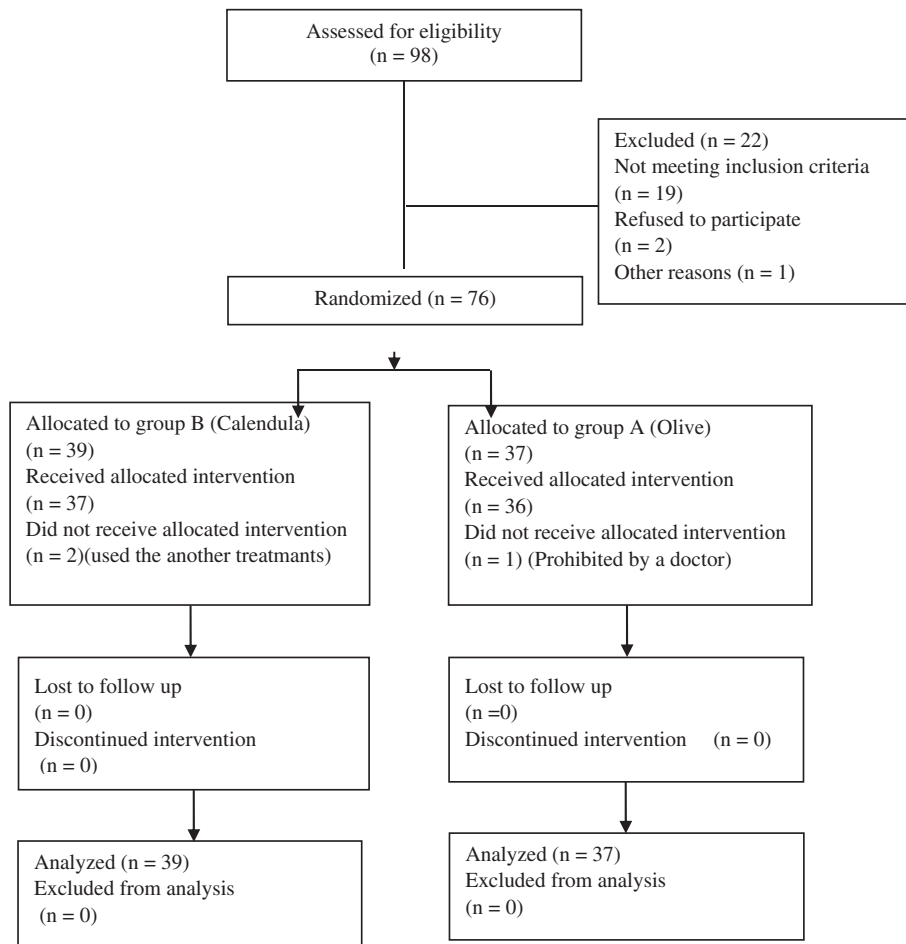 Assessed for eligibility
(n = 98)
Excluded (n = 22)
Not meeting inclusion criteria
(n = 19)
Refused to participate
(n = 2)
Other reasons (n = 1)
Randomized (n = 76)
Allocated to group B (Calendula)
(n = 39)
Received allocated intervention
(n = 37)
Did not receive allocated intervention
(n = 2)(used the another treatmants)
Allocated to group A (Olive)
(n = 37)
Received allocated intervention
(n = 36)
Did not receive allocated intervention
(n = 1) (Prohibited by a doctor)
Lost to follow up
(n = 0)
Discontinued intervention
(n = 0)
Lost to follow up
(n =0)
Discontinued intervention (n = 0)
Analyzed (n = 39)
Excluded from analysis
(n = 0)
Analyzed (n = 37)
Excluded from analysis
(n = 0)